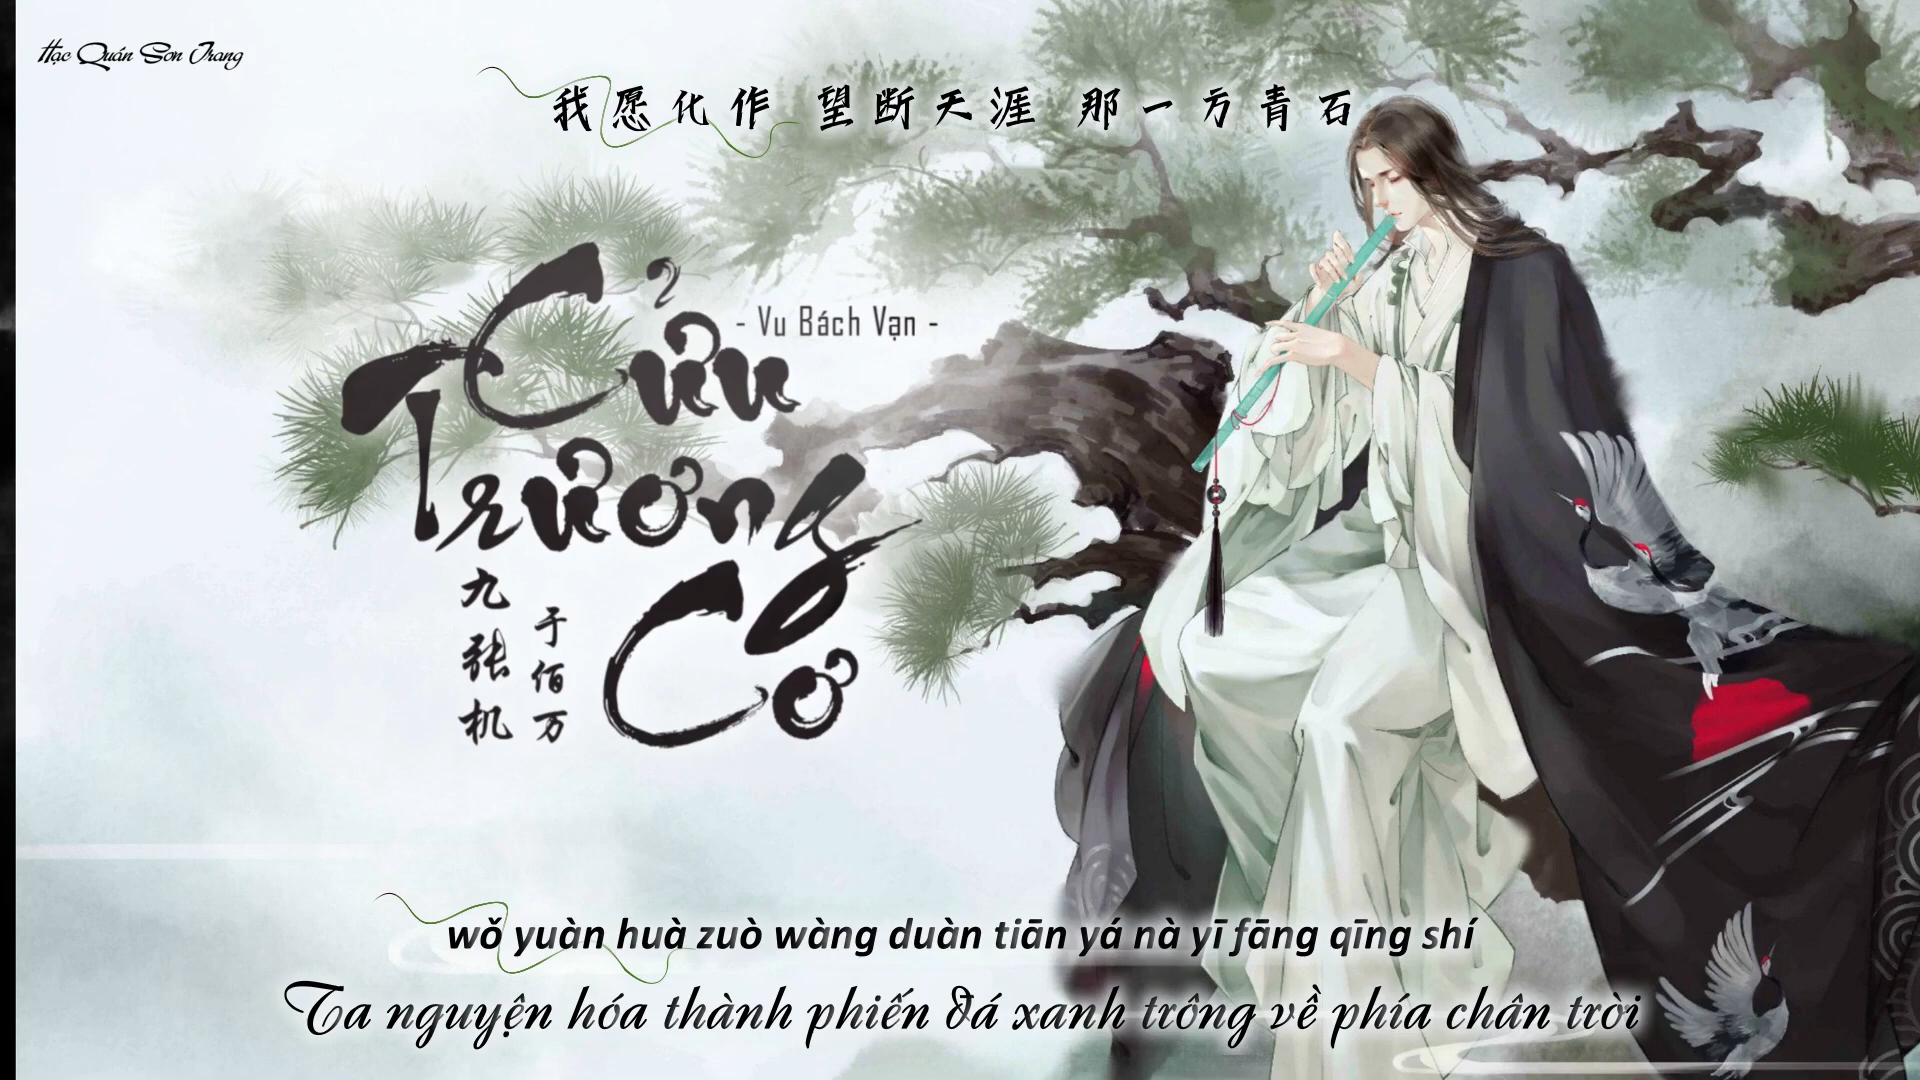 Hạc Quán Sơn Trang
我愿化作 望断天涯 那一方青石
Cửu
- Vu Bách Vạn -
Trương
Cơ
九张机
于佰万
wǒ yuàn huà zuò wàng duàn tiān yá nà yī fāng qīng shí
Ta nguyện hóa thành phiến đá xanh trông về phía chân trời